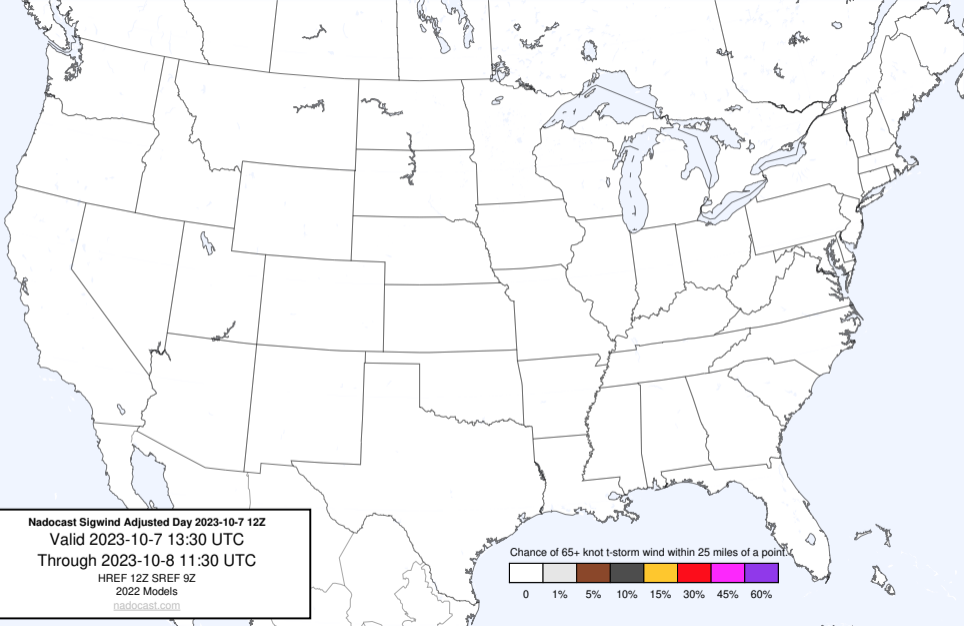 Nadocast Sigwind Adjusted Day 2023-10-7 12Z
Valid 2023-10-7 13:30 UTC
Through 2023-10-8 11:30 UTC
HREF 12Z SREF 9Z
2022 Models
nadocast.com
Chance of 65+ knot t-storm wind within 25 miles of a point.
0 1% 5% 10% 15% 30% 45% 60%